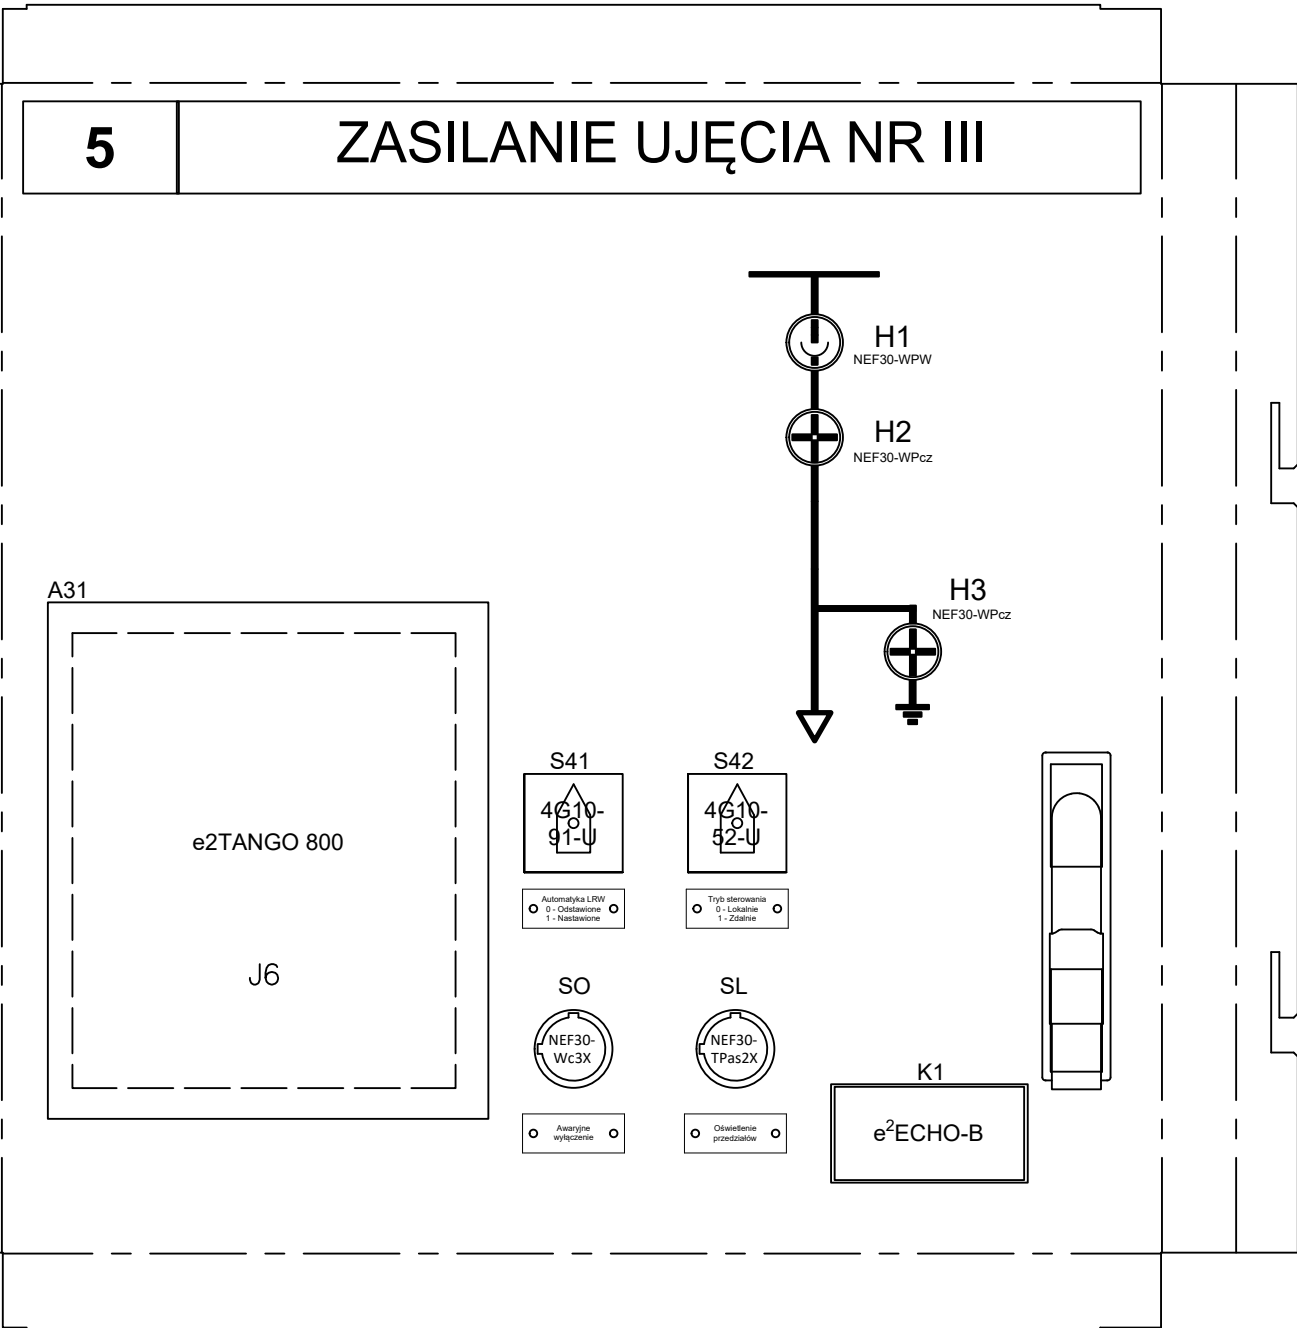 5
ZASILANIE UJĘCIA NR III
H1
NEF30-WPW
H2
NEF30-WPcz
H3
NEF30-WPcz
A31
e2TANGO 800
J6
S41
4G10-
91-U
Automatyka LRW
0 - Odstawione
1 - Nastawione
S42
4G10-
52-U
Tryb sterowania
0 - Lokalnie
1 - Zdalnie
SO
NEF30-
Wc3X
Awaryjne
wyłączenie
SL
NEF30-
TPas2X
Oświetlenie
przedziałów
K1
e²ECHO-B